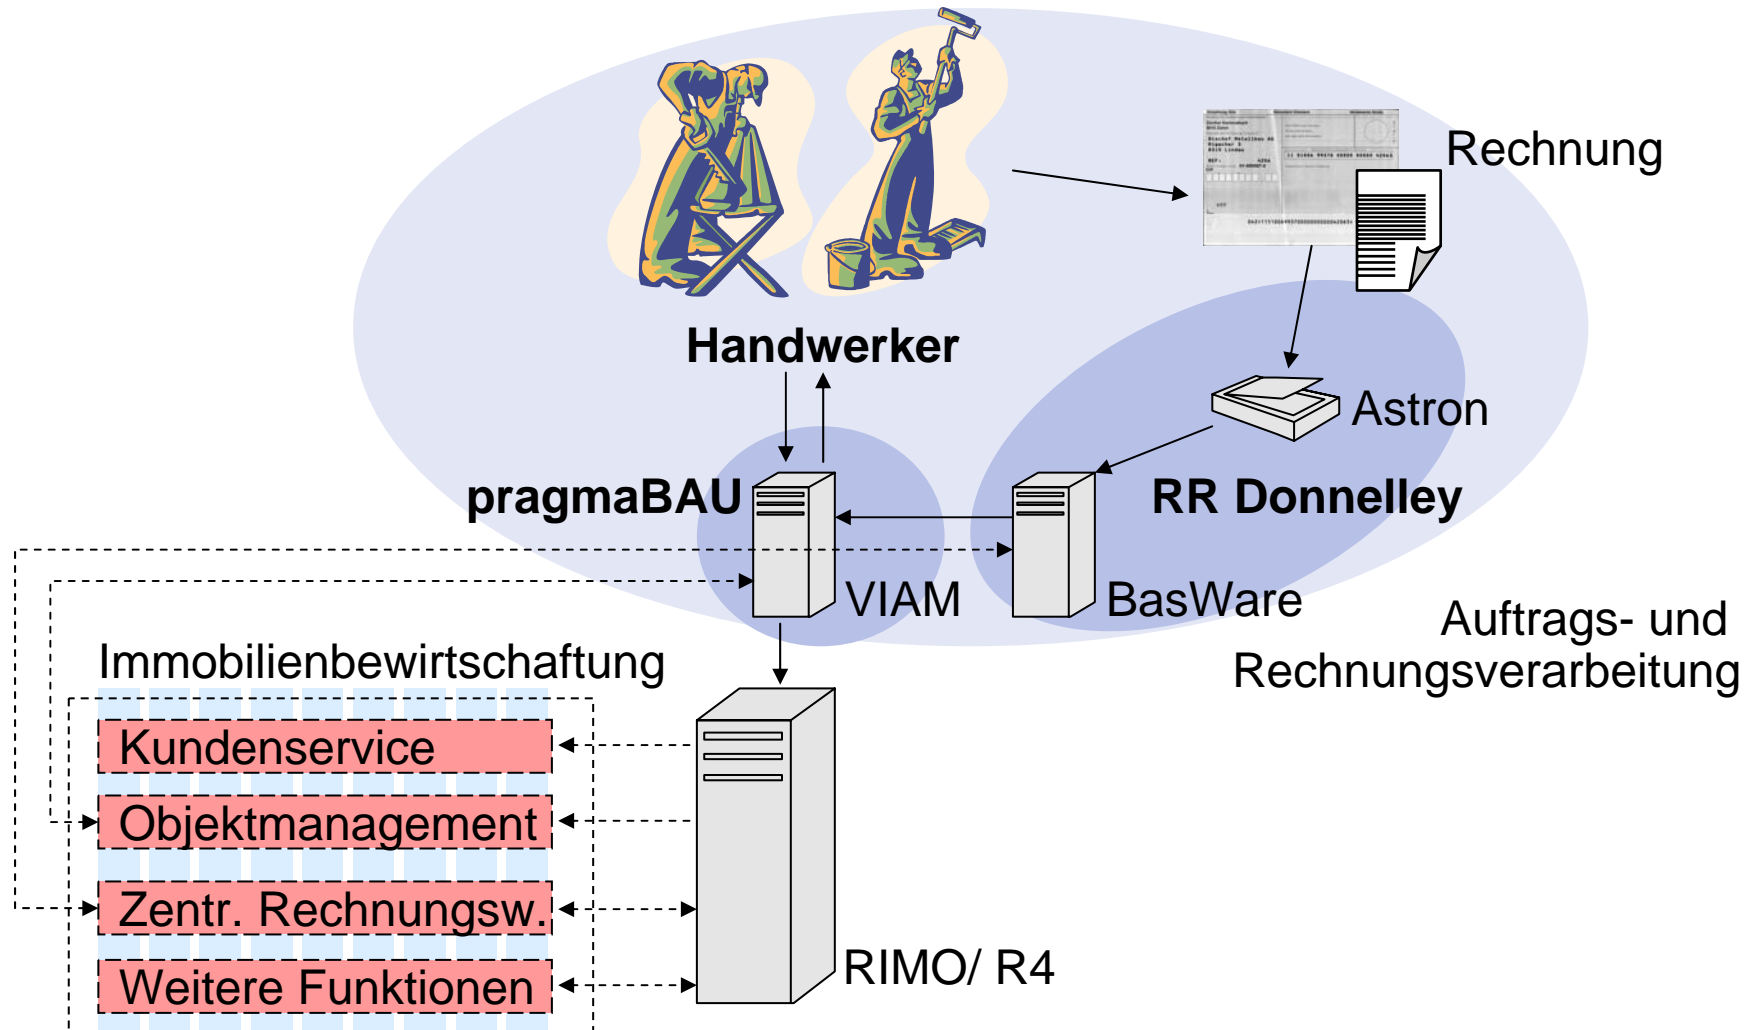 Rechnung
Handwerker
Astron
pragmaBAU
RR Donnelley
VIAM
BasWare
Auftrags- und
Rechnungsverarbeitung
Immobilienbewirtschaftung
Kundenservice
Objektmanagement
Zentr. Rechnungsw.
Weitere Funktionen
RIMO/ R4